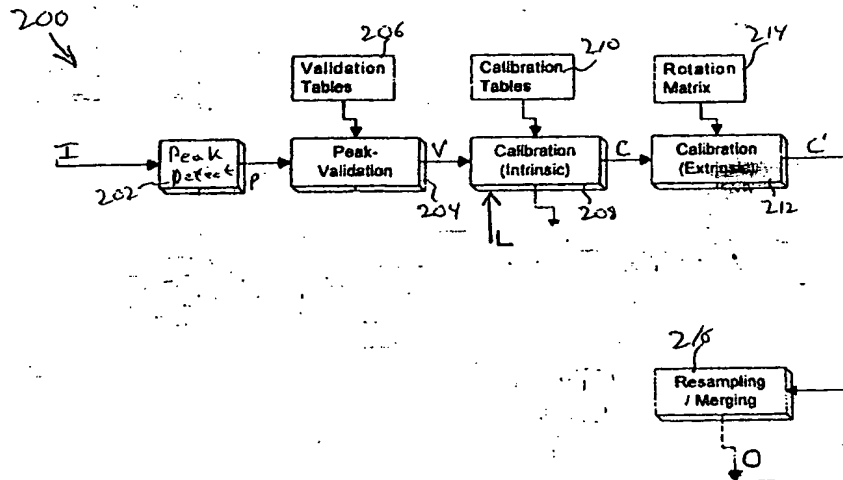 200
206
210
214
Validation
Tables
Calibration
Tables
Rotation
Matrix
I
Peak
Detect
202
P
Peak-
Validation
V
204
Calibration
(Intrinsic)
C
208
L
Calibration
(Extrinsic)
C'
212
216
Resampling
/ Merging
O